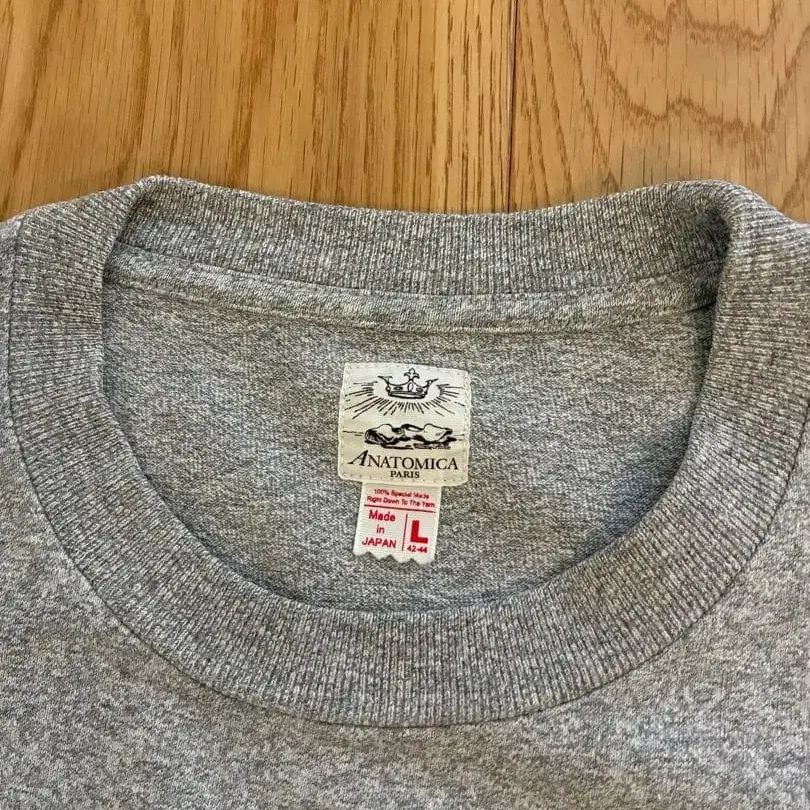 ANATOMICA
PARIS
100% Special Made
Right Down To The Yarn
Made
in
JAPAN
L
42-44